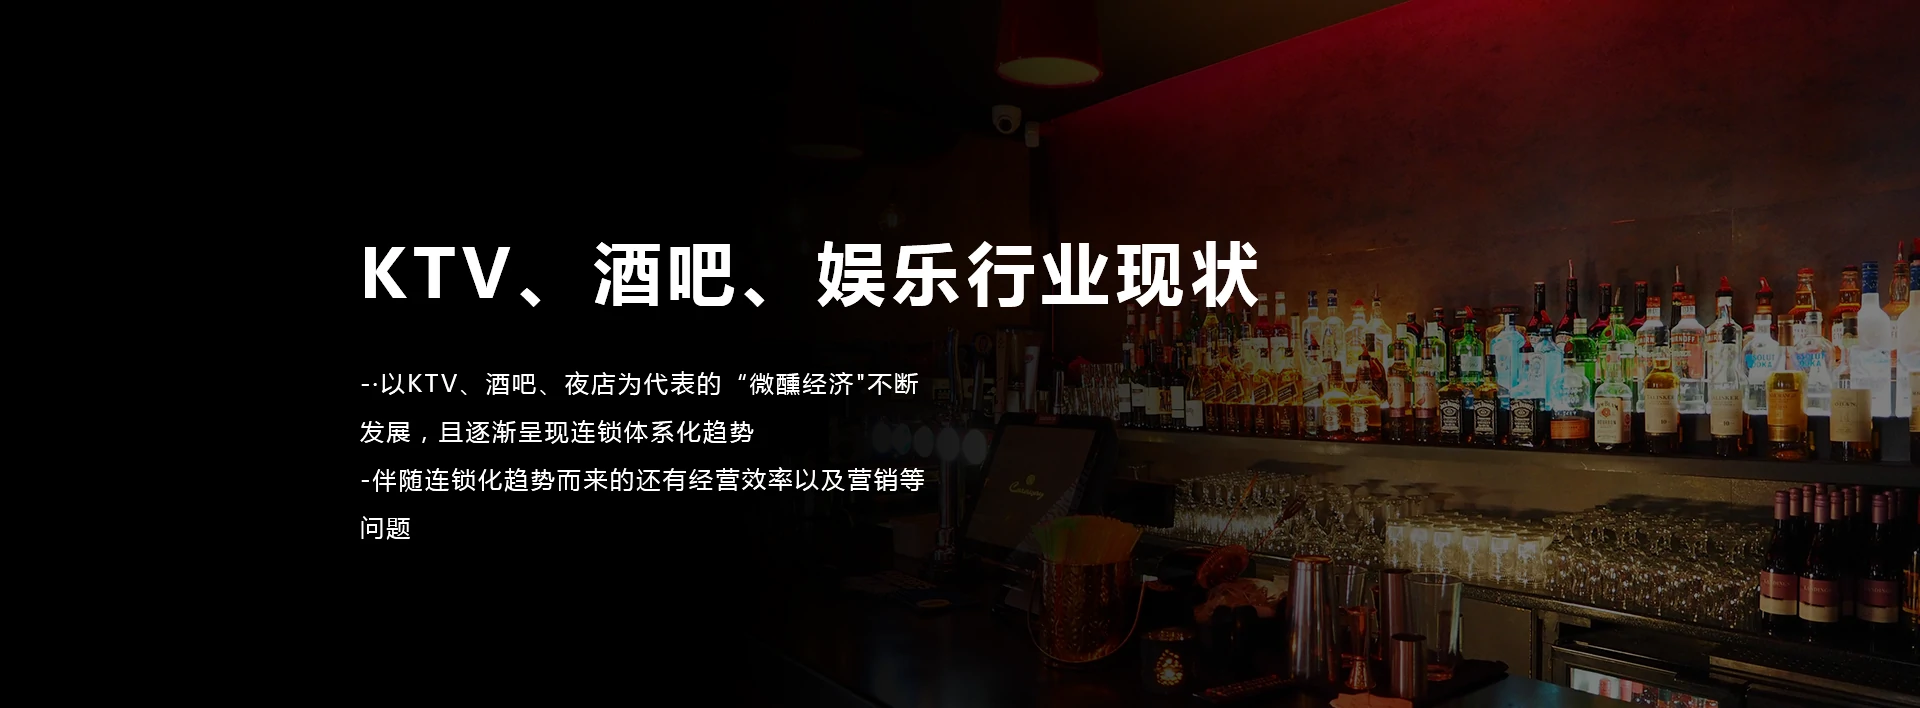 KTV、酒吧、娱乐行业现状
-·以KTV、酒吧、夜店为代表的“微醺经济"不断
发展，且逐渐呈现连锁体系化趋势
-伴随连锁化趋势而来的还有经营效率以及营销等
问题